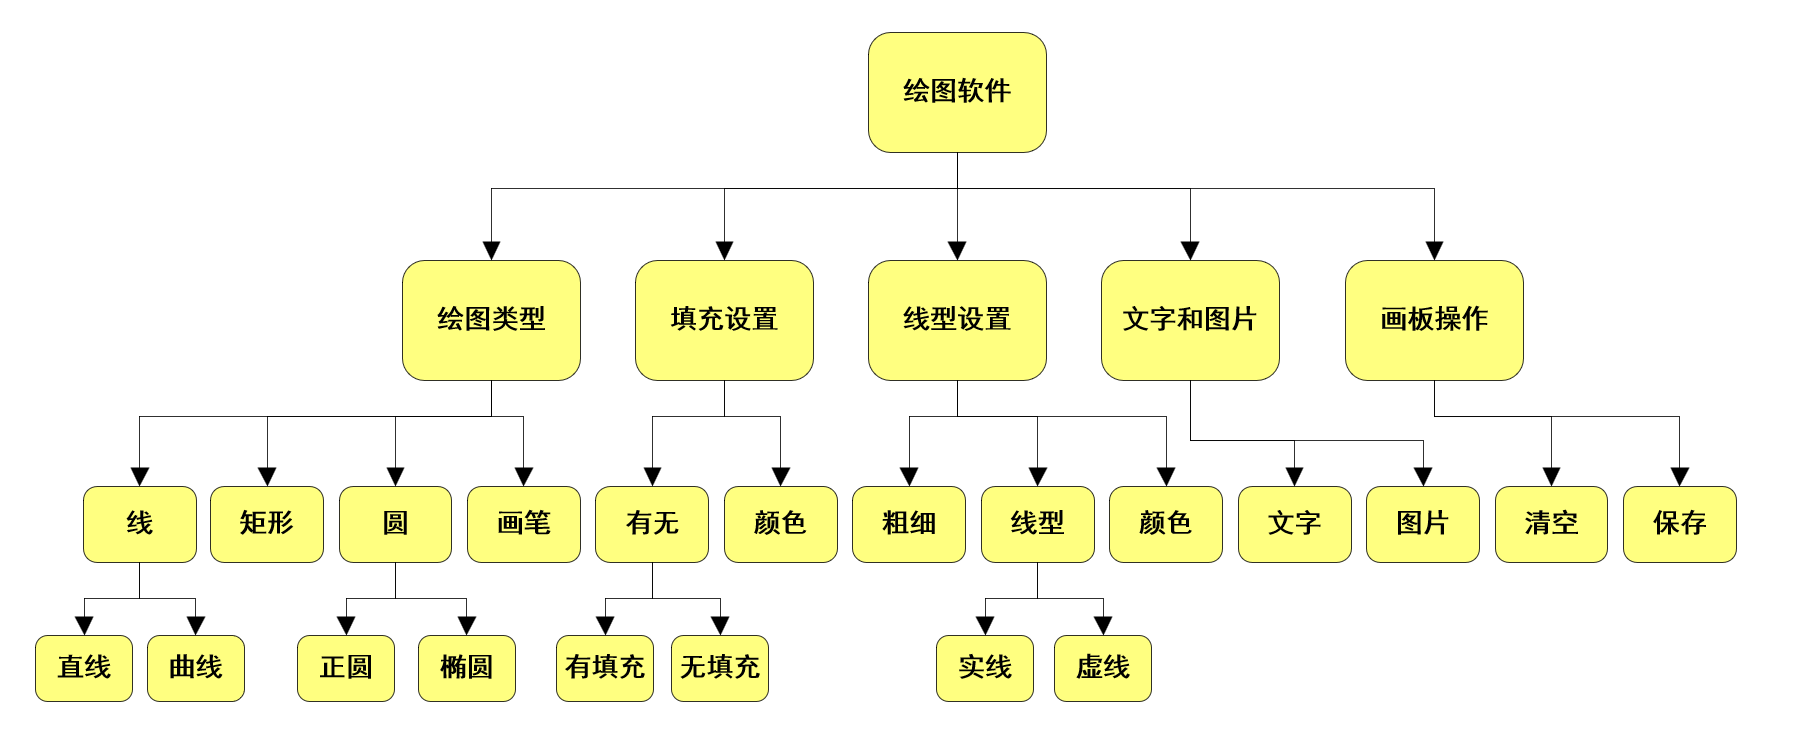 绘图软件
绘图类型
填充设置
线型设置
文字和图片
画板操作
线
矩形
圆
画笔
有无
颜色
粗细
线型
颜色
文字
图片
清空
保存
直线
曲线
正圆
椭圆
有填充
无填充
实线
虚线